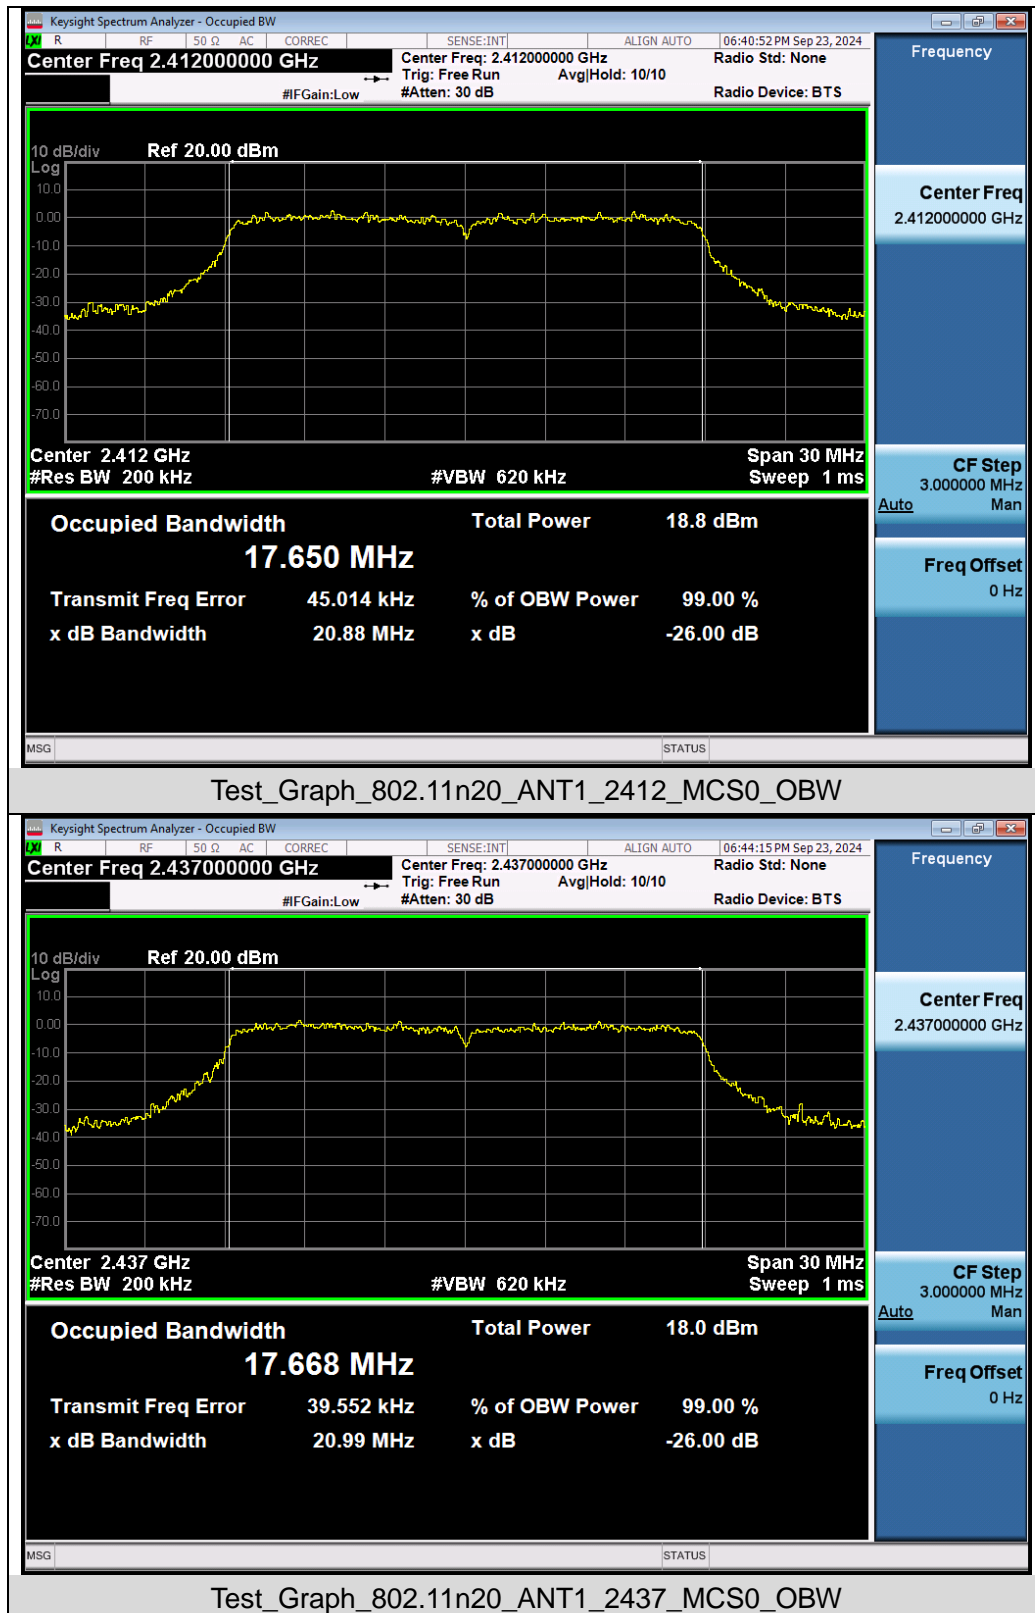 Keysight Spectrum Analyzer - Occupied BW
LXI R RF 50 Ω AC CORREC SENSE:INT ALIGN AUTO 06:40:52 PM Sep 23, 2024
Center Freq 2.412000000 GHz Center Freq: 2.412000000 GHz Radio Std: None
Trig: Free Run Avg|Hold: 10/10
#IFGain:Low #Atten: 30 dB Radio Device: BTS
Frequency
10 dB/div Ref 20.00 dBm
Log
10.0
0.00
-10.0
-20.0
-30.0
-40.0
-50.0
-60.0
-70.0
Center 2.412 GHz Span 30 MHz
#Res BW 200 kHz #VBW 620 kHz Sweep 1 ms
Center Freq
2.412000000 GHz
CF Step
3.000000 MHz
Auto Man
Freq Offset
0 Hz
Occupied Bandwidth Total Power 18.8 dBm
17.650 MHz
Transmit Freq Error 45.014 kHz % of OBW Power 99.00 %
x dB Bandwidth 20.88 MHz x dB -26.00 dB
MSG STATUS
Test_Graph_802.11n20_ANT1_2412_MCS0_OBW
Keysight Spectrum Analyzer - Occupied BW
LXI R RF 50 Ω AC CORREC SENSE:INT ALIGN AUTO 06:44:15 PM Sep 23, 2024
Center Freq 2.437000000 GHz Center Freq: 2.437000000 GHz Radio Std: None
Trig: Free Run Avg|Hold: 10/10
#IFGain:Low #Atten: 30 dB Radio Device: BTS
Frequency
10 dB/div Ref 20.00 dBm
Log
10.0
0.00
-10.0
-20.0
-30.0
-40.0
-50.0
-60.0
-70.0
Center 2.437 GHz Span 30 MHz
#Res BW 200 kHz #VBW 620 kHz Sweep 1 ms
Center Freq
2.437000000 GHz
CF Step
3.000000 MHz
Auto Man
Freq Offset
0 Hz
Occupied Bandwidth Total Power 18.0 dBm
17.668 MHz
Transmit Freq Error 39.552 kHz % of OBW Power 99.00 %
x dB Bandwidth 20.99 MHz x dB -26.00 dB
MSG STATUS
Test_Graph_802.11n20_ANT1_2437_MCS0_OBW